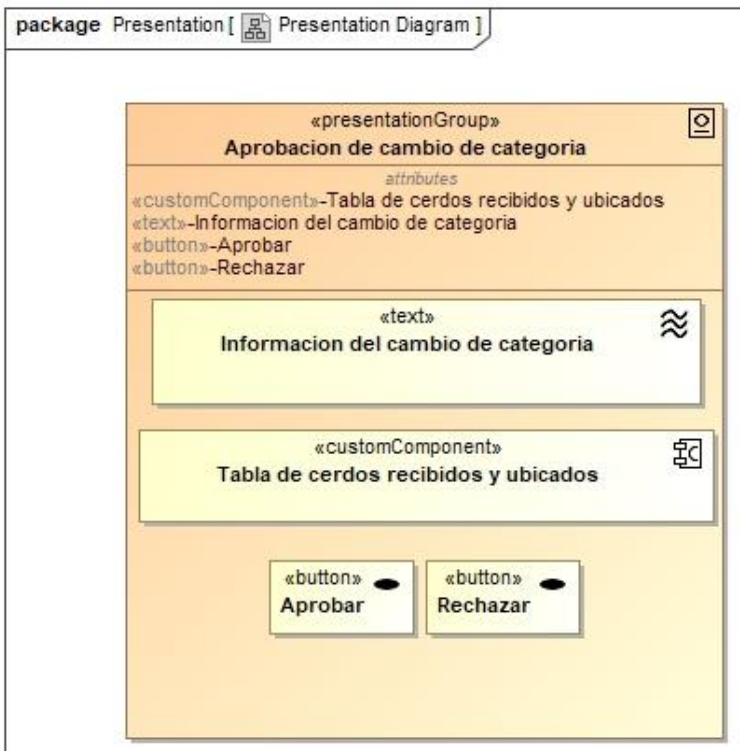 package Presentation [ Presentation Diagram ]
«presentationGroup»
Aprobacion de cambio de categoria
attributes
«customComponent»-Tabla de cerdos recibidos y ubicados
«text»-Informacion del cambio de categoria
«button»-Aprobar
«button»-Rechazar
«text»
Informacion del cambio de categoria
«customComponent»
Tabla de cerdos recibidos y ubicados
«button» «button»
Aprobar Rechazar